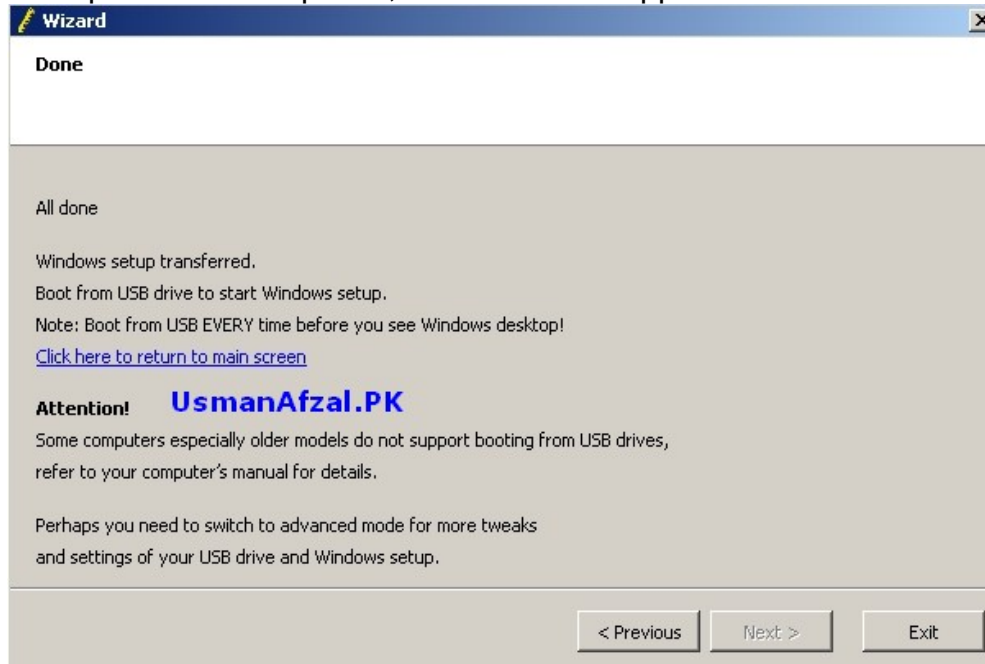 Wizard
Done
All done
Windows setup transferred.
Boot from USB drive to start Windows setup.
Note: Boot from USB EVERY time before you see Windows desktop!
Click here to return to main screen
Attention! UsmanAfzal.PK
Some computers especially older models do not support booting from USB drives,
refer to your computer's manual for details.
Perhaps you need to switch to advanced mode for more tweaks
and settings of your USB drive and Windows setup.
< Previous Next > Exit